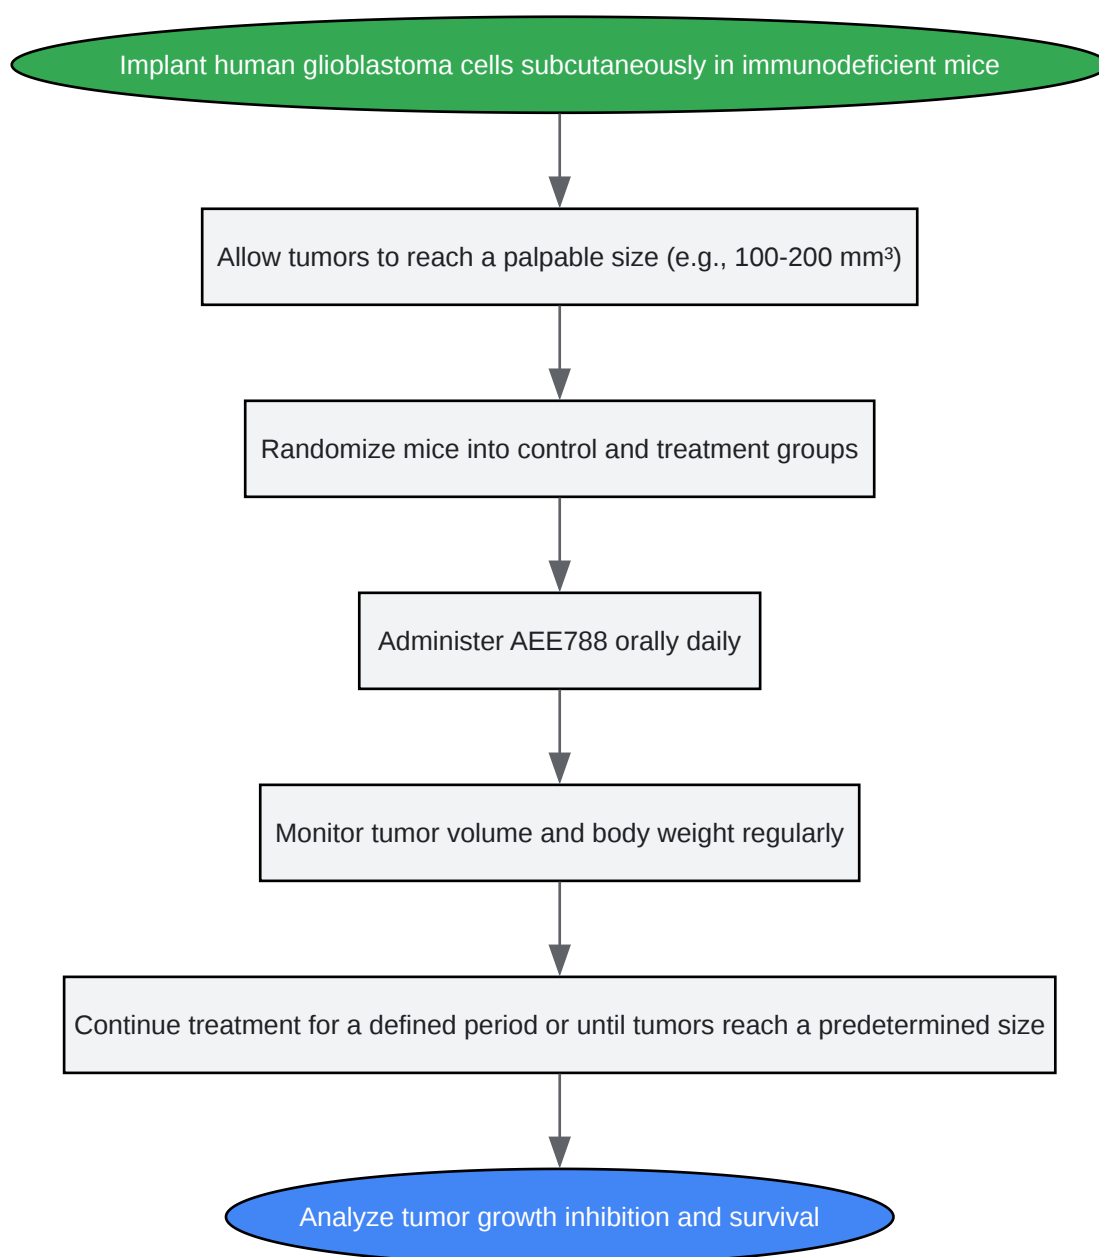 Implant human glioblastoma cells subcutaneously in immunodeficient mice
Allow tumors to reach a palpable size (e.g., 100-200 mm³)
Randomize mice into control and treatment groups
Administer AEE788 orally daily
Monitor tumor volume and body weight regularly
Continue treatment for a defined period or until tumors reach a predetermined size
Analyze tumor growth inhibition and survival